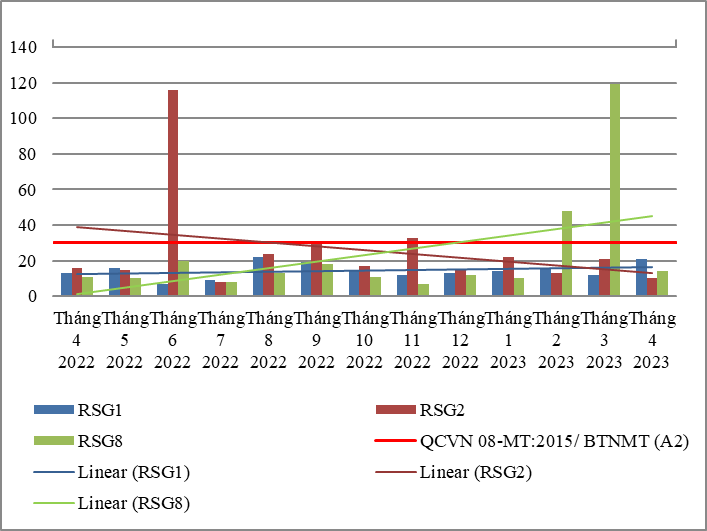 140
120
100
80
60
40
20
0
Tháng Tháng Tháng Tháng Tháng Tháng Tháng Tháng Tháng Tháng Tháng Tháng Tháng
4 5 6 7 8 9 10 11 12 1 2 3 4
2022 2022 2022 2022 2022 2022 2022 2022 2022 2023 2023 2023 2023
RSG1 RSG2
RSG8 QCVN 08-MT:2015/ BTNMT (A2)
Linear (RSG1) Linear (RSG2)
Linear (RSG8)